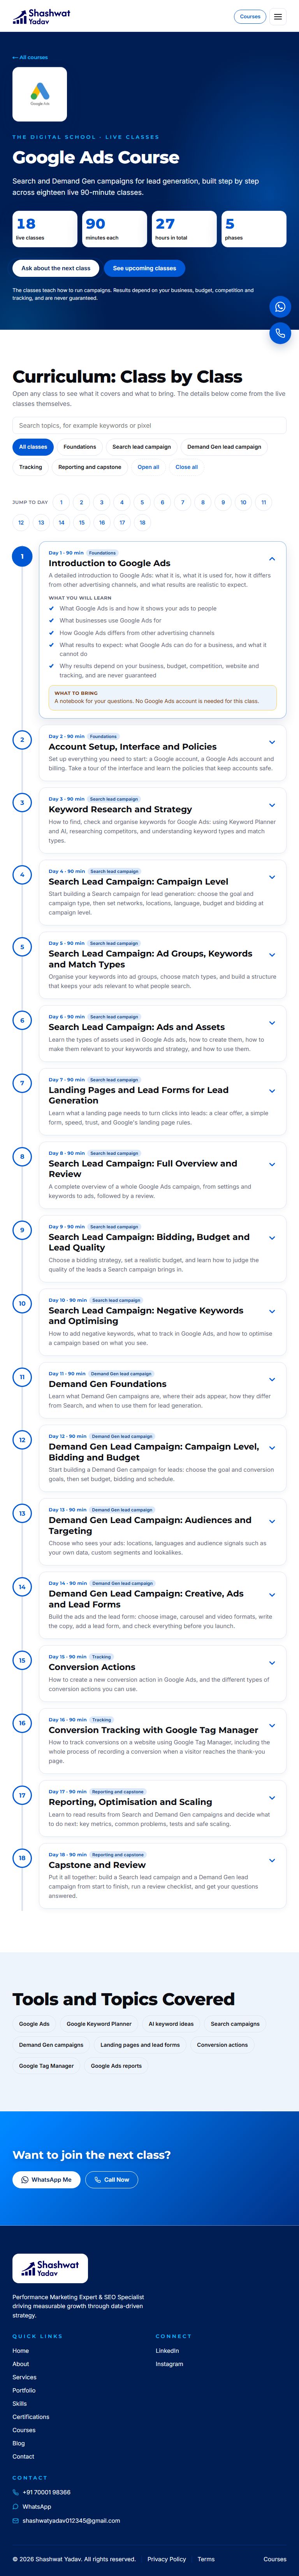 Shashwat
Yadav
Courses
← All courses
Google Ads
THE DIGITAL SCHOOL · LIVE CLASSES
Google Ads Course
Search and Demand Gen campaigns for lead generation, built step by step
across eighteen live 90-minute classes.
18
live classes
90
minutes each
27
hours in total
5
phases
Ask about the next class
See upcoming classes
The classes teach how to run campaigns. Results depend on your business, budget, competition and
tracking, and are never guaranteed.
Curriculum: Class by Class
Open any class to see what it covers and what to bring. The details below come from the live
classes themselves.
Search topics, for example keywords or pixel
All classes
Foundations
Search lead campaign
Demand Gen lead campaign
Tracking
Reporting and capstone
Open all
Close all
JUMP TO DAY 1 2 3 4 5 6 7 8 9 10 11
12 13 14 15 16 17 18
1
Day 1 · 90 min Foundations
Introduction to Google Ads
A detailed introduction to Google Ads: what it is, what it is used for, how it differs
from other advertising channels, and what results are realistic to expect.
WHAT YOU WILL LEARN
What Google Ads is and how it shows your ads to people
What businesses use Google Ads for
How Google Ads differs from other advertising channels
What results to expect: what Google Ads can do for a business, and what it
cannot do
Why results depend on your business, budget, competition, website and
tracking, and are never guaranteed
WHAT TO BRING
A notebook for your questions. No Google Ads account is needed for this class.
2
Day 2 · 90 min Foundations
Account Setup, Interface and Policies
Set up everything you need to start: a Google account, a Google Ads account and
billing. Take a tour of the interface and learn the policies that keep accounts safe.
3
Day 3 · 90 min Search lead campaign
Keyword Research and Strategy
How to find, check and organise keywords for Google Ads: using Keyword Planner
and AI, researching competitors, and understanding keyword types and match
types.
4
Day 4 · 90 min Search lead campaign
Search Lead Campaign: Campaign Level
Start building a Search campaign for lead generation: choose the goal and
campaign type, then set networks, locations, language, budget and bidding at
campaign level.
5
Day 5 · 90 min Search lead campaign
Search Lead Campaign: Ad Groups, Keywords
and Match Types
Organise your keywords into ad groups, choose match types, and build a structure
that keeps your ads relevant to what people search.
6
Day 6 · 90 min Search lead campaign
Search Lead Campaign: Ads and Assets
Learn the types of assets used in Google Ads ads, how to create them, how to
make them relevant to your keywords and strategy, and how to use them.
7
Day 7 · 90 min Search lead campaign
Landing Pages and Lead Forms for Lead
Generation
Learn what a landing page needs to turn clicks into leads: a clear offer, a simple
form, speed, trust, and Google's landing page rules.
8
Day 8 · 90 min Search lead campaign
Search Lead Campaign: Full Overview and
Review
A complete overview of a whole Google Ads campaign, from settings and
keywords to ads, followed by a review.
9
Day 9 · 90 min Search lead campaign
Search Lead Campaign: Bidding, Budget and
Lead Quality
Choose a bidding strategy, set a realistic budget, and learn how to judge the
quality of the leads a Search campaign brings in.
10
Day 10 · 90 min Search lead campaign
Search Lead Campaign: Negative Keywords
and Optimising
How to add negative keywords, what to track in Google Ads, and how to optimise
a campaign based on what you see.
11
Day 11 · 90 min Demand Gen lead campaign
Demand Gen Foundations
Learn what Demand Gen campaigns are, where their ads appear, how they differ
from Search, and when to use them for lead generation.
12
Day 12 · 90 min Demand Gen lead campaign
Demand Gen Lead Campaign: Campaign Level,
Bidding and Budget
Start building a Demand Gen campaign for leads: choose the goal and conversion
goals, then set budget, bidding and schedule.
13
Day 13 · 90 min Demand Gen lead campaign
Demand Gen Lead Campaign: Audiences and
Targeting
Choose who sees your ads: locations, languages and audience signals such as
your own data, custom segments and lookalikes.
14
Day 14 · 90 min Demand Gen lead campaign
Demand Gen Lead Campaign: Creative, Ads
and Lead Forms
Build the ads and the lead form: choose image, carousel and video formats, write
the copy, add a lead form, and check everything before you launch.
15
Day 15 · 90 min Tracking
Conversion Actions
How to create a new conversion action in Google Ads, and the different types of
conversion actions you can use.
16
Day 16 · 90 min Tracking
Conversion Tracking with Google Tag Manager
How to track conversions on a website using Google Tag Manager, including the
whole process of recording a conversion when a visitor reaches the thank-you
page.
17
Day 17 · 90 min Reporting and capstone
Reporting, Optimisation and Scaling
Learn to read results from Search and Demand Gen campaigns and decide what
to do next: key metrics, common problems, tests and safe scaling.
18
Day 18 · 90 min Reporting and capstone
Capstone and Review
Put it all together: build a Search lead campaign and a Demand Gen lead
campaign from start to finish, run a review checklist, and get your questions
answered.
Tools and Topics Covered
Google Ads
Google Keyword Planner
AI keyword ideas
Search campaigns
Demand Gen campaigns
Landing pages and lead forms
Conversion actions
Google Tag Manager
Google Ads reports
Want to join the next class?
WhatsApp Me
Call Now
Shashwat
Yadav
Performance Marketing Expert & SEO Specialist
driving measurable growth through data-driven
strategy.
QUICK LINKS
Home
About
Services
Portfolio
Skills
Certifications
Courses
Blog
Contact
CONNECT
LinkedIn
Instagram
CONTACT
+91 70001 98366
WhatsApp
shashwatyadav012345@gmail.com
© 2026 Shashwat Yadav. All rights reserved.
Privacy Policy
Terms
Courses